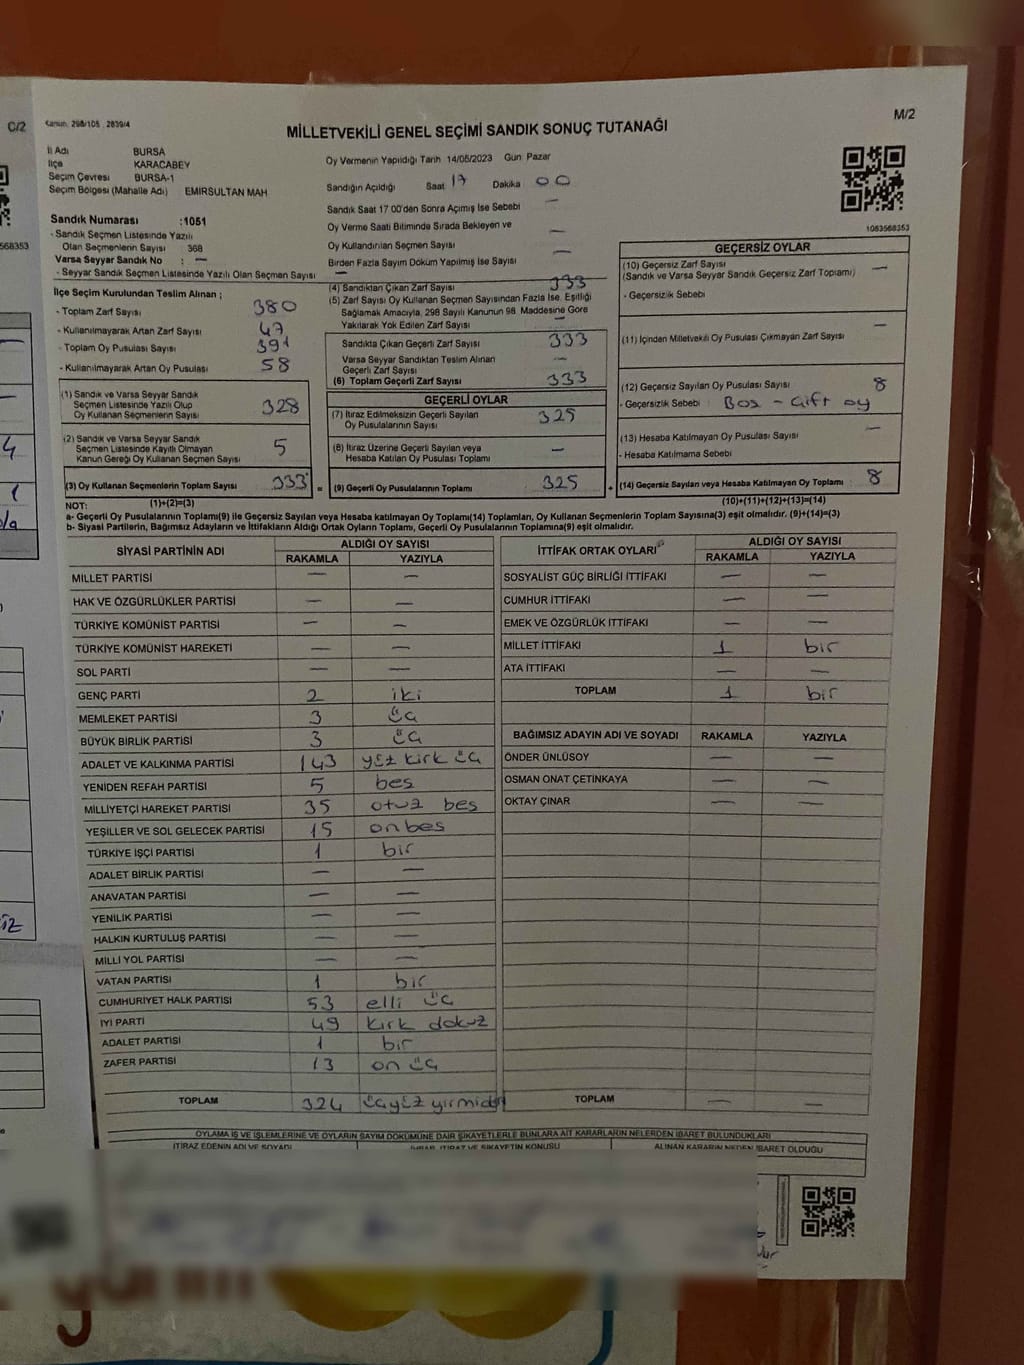 C/2
Kanun: 298/105 , 2839/4
MİLLETVEKİLİ GENEL SEÇİMİ SANDIK SONUÇ TUTANAĞI
M/2
İl Adı BURSA
İlçe KARACABEY
Seçim Çevresi BURSA-1
Seçim Bölgesi (Mahalle Adı) EMİRSULTAN MAH
Oy Vermenin Yapıldığı Tarih 14/05/2023 Gün Pazar
Sandığın Açıldığı Saat 17 Dakika 00
Sandık Saat 17 00'den Sonra Açılmış İse Sebebi —
Oy Verme Saati Bitiminde Sırada Bekleyen ve
Oy Kullandırılan Seçmen Sayısı —
Birden Fazla Sayım Döküm Yapılmış İse Sayısı —
1063568353
568353
Sandık Numarası :1051
- Sandık Seçmen Listesinde Yazılı
Olan Seçmenlerin Sayısı 368
Varsa Seyyar Sandık No : —
- Seyyar Sandık Seçmen Listesinde Yazılı Olan Seçmen Sayısı —
İlçe Seçim Kurulundan Teslim Alınan ;
- Toplam Zarf Sayısı 380
- Kullanılmayarak Artan Zarf Sayısı 47
- Toplam Oy Pusulası Sayısı 391
- Kullanılmayarak Artan Oy Pusulası 58
(1) Sandık ve Varsa Seyyar Sandık
Seçmen Listesinde Yazılı Olup
Oy Kullanan Seçmenlerin Sayısı 328
(2) Sandık ve Varsa Seyyar Sandık
Seçmen Listesinde Kayıtlı Olmayan
Kanun Gereği Oy Kullanan Seçmen Sayısı 5
(3) Oy Kullanan Seçmenlerin Toplam Sayısı 333
(4) Sandıktan Çıkan Zarf Sayısı 333
(5) Zarf Sayısı Oy Kullanan Seçmen Sayısından Fazla İse, Eşitliği
Sağlamak Amacıyla, 298 Sayılı Kanunun 98. Maddesine Göre
Yakılarak Yok Edilen Zarf Sayısı —
Sandıkta Çıkan Geçerli Zarf Sayısı 333
Varsa Seyyar Sandıktan Teslim Alınan
Geçerli Zarf Sayısı —
(6) Toplam Geçerli Zarf Sayısı 333
GEÇERLİ OYLAR
(7) İtiraz Edilmeksizin Geçerli Sayılan
Oy Pusulalarının Sayısı 325
(8) İtiraz Üzerine Geçerli Sayılan veya
Hesaba Katılan Oy Pusulası Toplamı —
= (9) Geçerli Oy Pusulalarının Toplamı 325 +
GEÇERSİZ OYLAR
(10) Geçersiz Zarf Sayısı
(Sandık ve Varsa Seyyar Sandık Geçersiz Zarf Toplamı) —
- Geçersizlik Sebebi
(11) İçinden Milletvekili Oy Pusulası Çıkmayan Zarf Sayısı —
(12) Geçersiz Sayılan Oy Pusulası Sayısı 8
- Geçersizlik Sebebi : Boş - Çift oy
(13) Hesaba Katılmayan Oy Pusulası Sayısı —
- Hesaba Katılmama Sebebi
(14) Geçersiz Sayılan veya Hesaba Katılmayan Oy Toplamı 8
NOT: (1)+(2)=(3)
(10)+(11)+(12)+(13)=(14)
a- Geçerli Oy Pusulalarının Toplamı(9) ile Geçersiz Sayılan veya Hesaba katılmayan Oy Toplamı(14) Toplamları, Oy Kullanan Seçmenlerin Toplam Sayısına(3) eşit olmalıdır. (9)+(14)=(3)
b- Siyasi Partilerin, Bağımsız Adayların ve İttifakların Aldığı Ortak Oyların Toplamı, Geçerli Oy Pusulalarının Toplamına(9) eşit olmalıdır.
SİYASİ PARTİNİN ADI ALDIĞI OY SAYISI
RAKAMLA YAZIYLA
MİLLET PARTİSİ — —
HAK VE ÖZGÜRLÜKLER PARTİSİ — —
TÜRKİYE KOMÜNİST PARTİSİ — —
TÜRKİYE KOMÜNİST HAREKETİ — —
SOL PARTİ — —
GENÇ PARTİ 2 iki
MEMLEKET PARTİSİ 3 üç
BÜYÜK BİRLİK PARTİSİ 3 üç
ADALET VE KALKINMA PARTİSİ 143 yüz kırk üç
YENİDEN REFAH PARTİSİ 5 beş
MİLLİYETÇİ HAREKET PARTİSİ 35 otuz beş
YEŞİLLER VE SOL GELECEK PARTİSİ 15 onbeş
TÜRKİYE İŞÇİ PARTİSİ 1 bir
ADALET BİRLİK PARTİSİ — —
ANAVATAN PARTİSİ — —
YENİLİK PARTİSİ — —
HALKIN KURTULUŞ PARTİSİ — —
MİLLİ YOL PARTİSİ — —
VATAN PARTİSİ 1 bir
CUMHURİYET HALK PARTİSİ 53 elli üç
İYİ PARTİ 49 kırk dokuz
ADALET PARTİSİ 1 bir
ZAFER PARTİSİ 13 on üç
TOPLAM 324 üçyüz yirmidört
İTTİFAK ORTAK OYLARI ALDIĞI OY SAYISI
RAKAMLA YAZIYLA
SOSYALİST GÜÇ BİRLİĞİ İTTİFAKI — —
CUMHUR İTTİFAKI — —
EMEK VE ÖZGÜRLÜK İTTİFAKI — —
MİLLET İTTİFAKI 1 bir
ATA İTTİFAKI — —
TOPLAM 1 bir
BAĞIMSIZ ADAYIN ADI VE SOYADI RAKAMLA YAZIYLA
ÖNDER ÜNLÜSOY — —
OSMAN ONAT ÇETİNKAYA — —
OKTAY ÇINAR — —
TOPLAM — —
OYLAMA İŞ VE İŞLEMLERİNE VE OYLARIN SAYIM DÖKÜMÜNE DAİR ŞİKAYETLERLE BUNLARA AİT KARARLARIN NELERDEN İBARET BULUNDUKLARI
İTİRAZ EDENİN ADI VE SOYADI İHBAR, İTİRAZ VE ŞİKAYETİN KONUSU ALINAN KARARIN NEDEN İBARET OLDUĞU